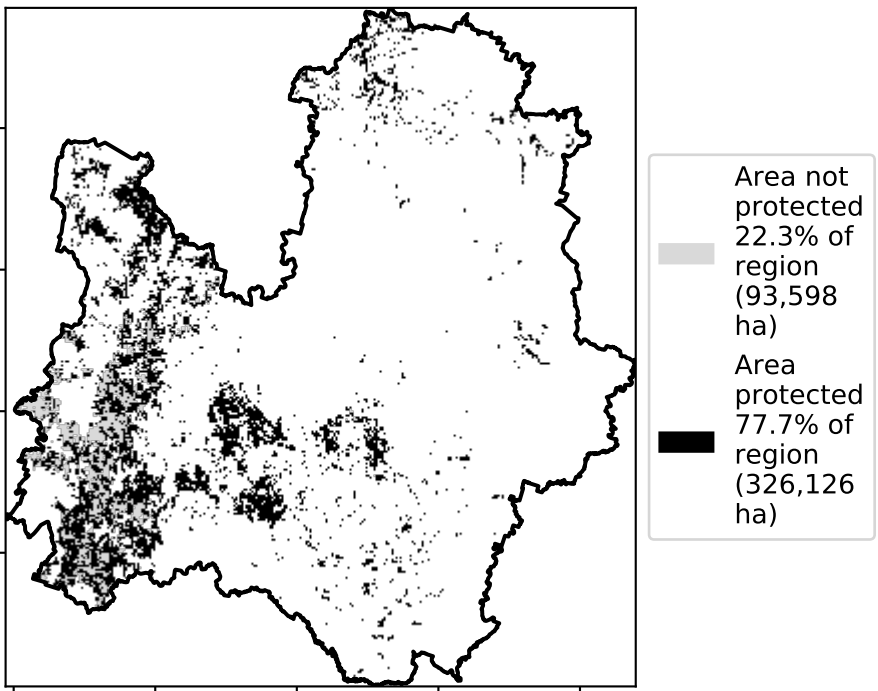 Area not
protected
22.3% of
region
(93,598
ha)
Area
protected
77.7% of
region
(326,126
ha)